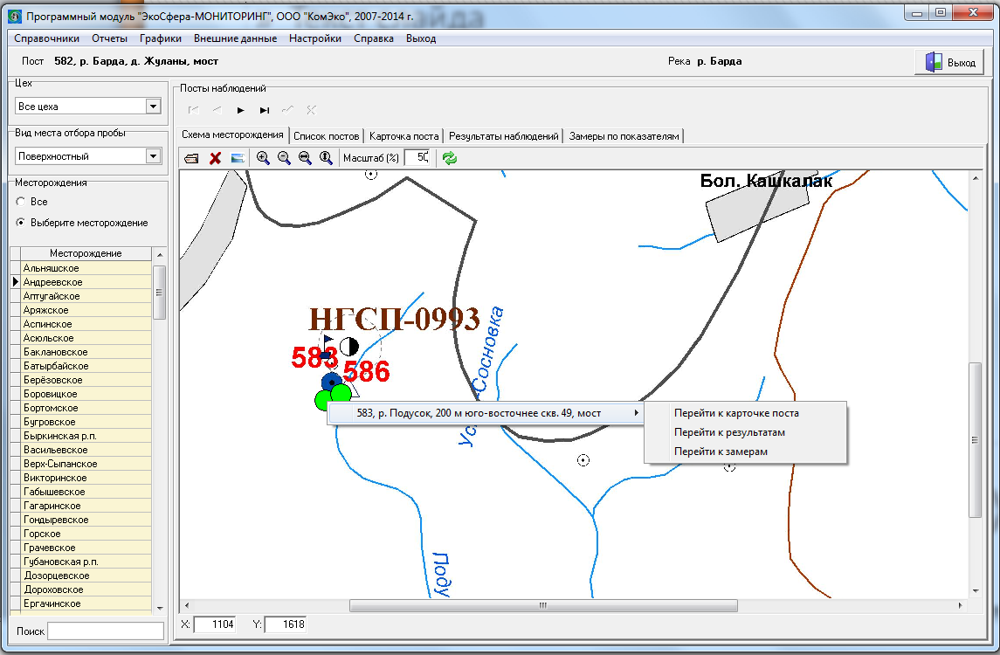 Программный модуль "ЭкоСфера-МОНИТОРИНГ", ООО "КомЭко", 2007-2014 г.
Справочники Отчеты Графики Внешние данные Настройки Справка Выход
Пост 582, р. Барда, д. Жуланы, мост Река р. Барда Выход
Цех
Все цеха
Вид места отбора пробы
Поверхностный
Месторождения
Все
Выберите месторождение
Месторождение
Альняшское
Андреевское
Аптугайское
Аряжское
Аспинское
Асюльское
Баклановское
Батырбайское
Берёзовское
Боровицкое
Бортомское
Бугровское
Быркинская р.п.
Васильевское
Верх-Сыпанское
Викторинское
Габышевское
Гагаринское
Гондыревское
Горское
Грачевское
Губановская р.п.
Дозорцевское
Дороховское
Ергачинское
Поиск
Посты наблюдений
Схема месторождения Список постов Карточка поста Результаты наблюдений Замеры по показателям
Масштаб (%) 50
Бол. Кашкалак
НГСП-0993
583
586
-Сосновка
Ус
583, р. Подусок, 200 м юго-восточнее скв. 49, мост
Перейти к карточке поста
Перейти к результатам
Перейти к замерам
Поду
X: 1104 Y: 1618